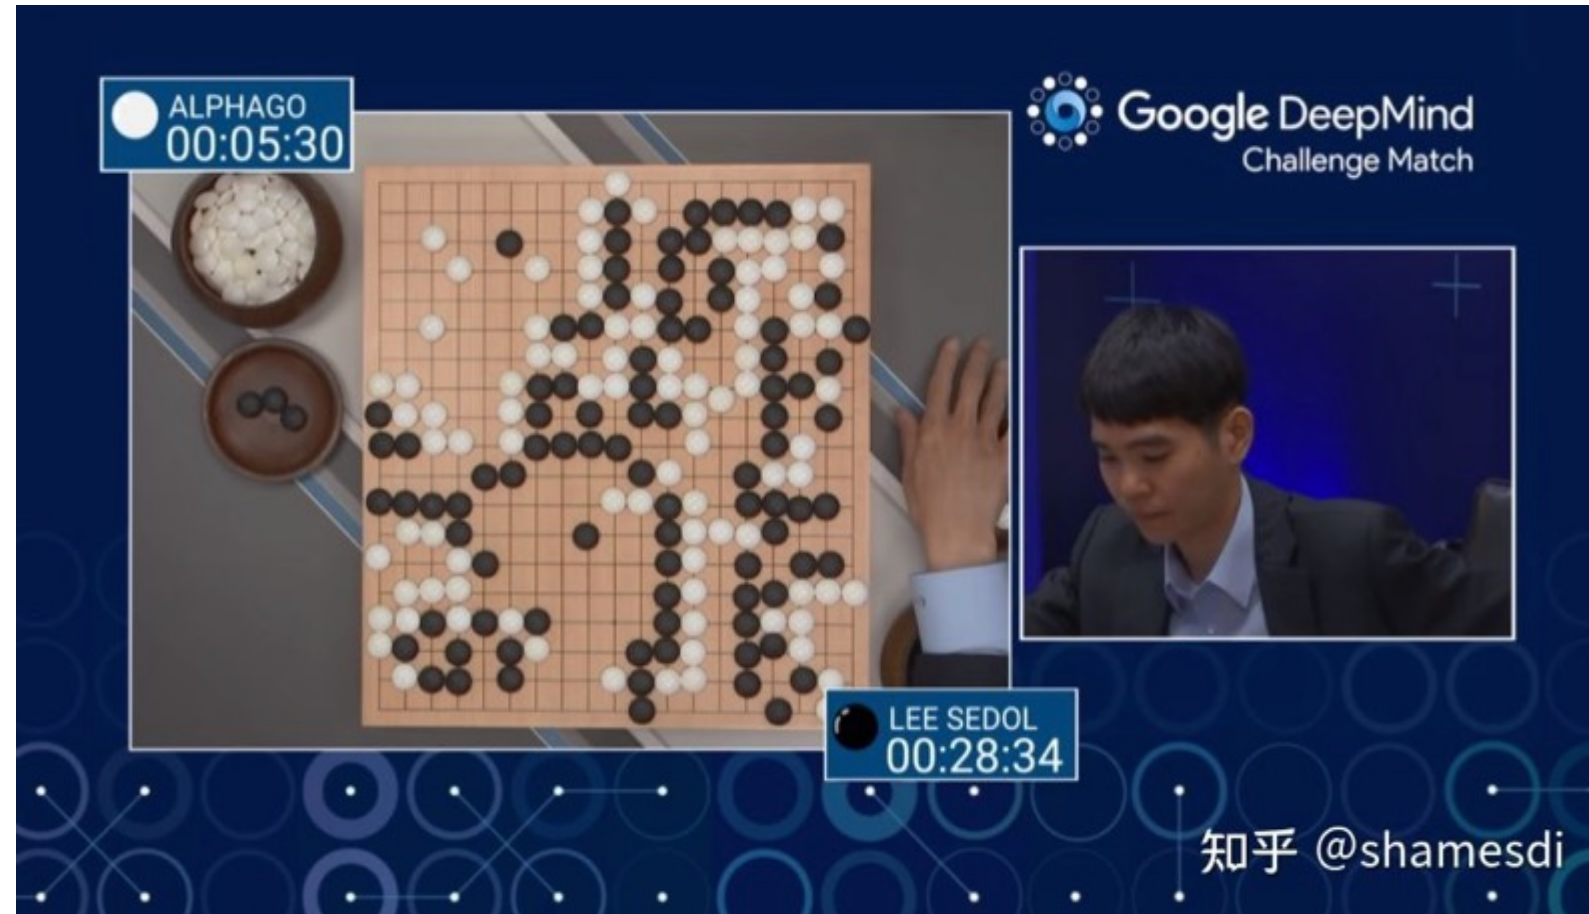 ALPHAGO
00:05:30
Google DeepMind
Challenge Match
LEE SEDOL
00:28:34
知乎 @shamesdi